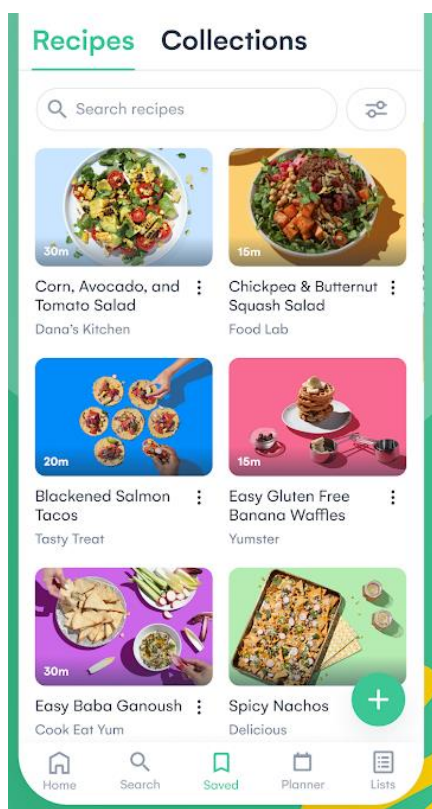 Recipes Collections
Search recipes
30m
15m
Corn, Avocado, and
Tomato Salad
Dana's Kitchen
Chickpea & Butternut
Squash Salad
Food Lab
20m
15m
Blackened Salmon
Tacos
Tasty Treat
Easy Gluten Free
Banana Waffles
Yumster
30m
Easy Baba Ganoush
Cook Eat Yum
Spicy Nachos
Delicious
Home
Search
Saved
Planner
Lists